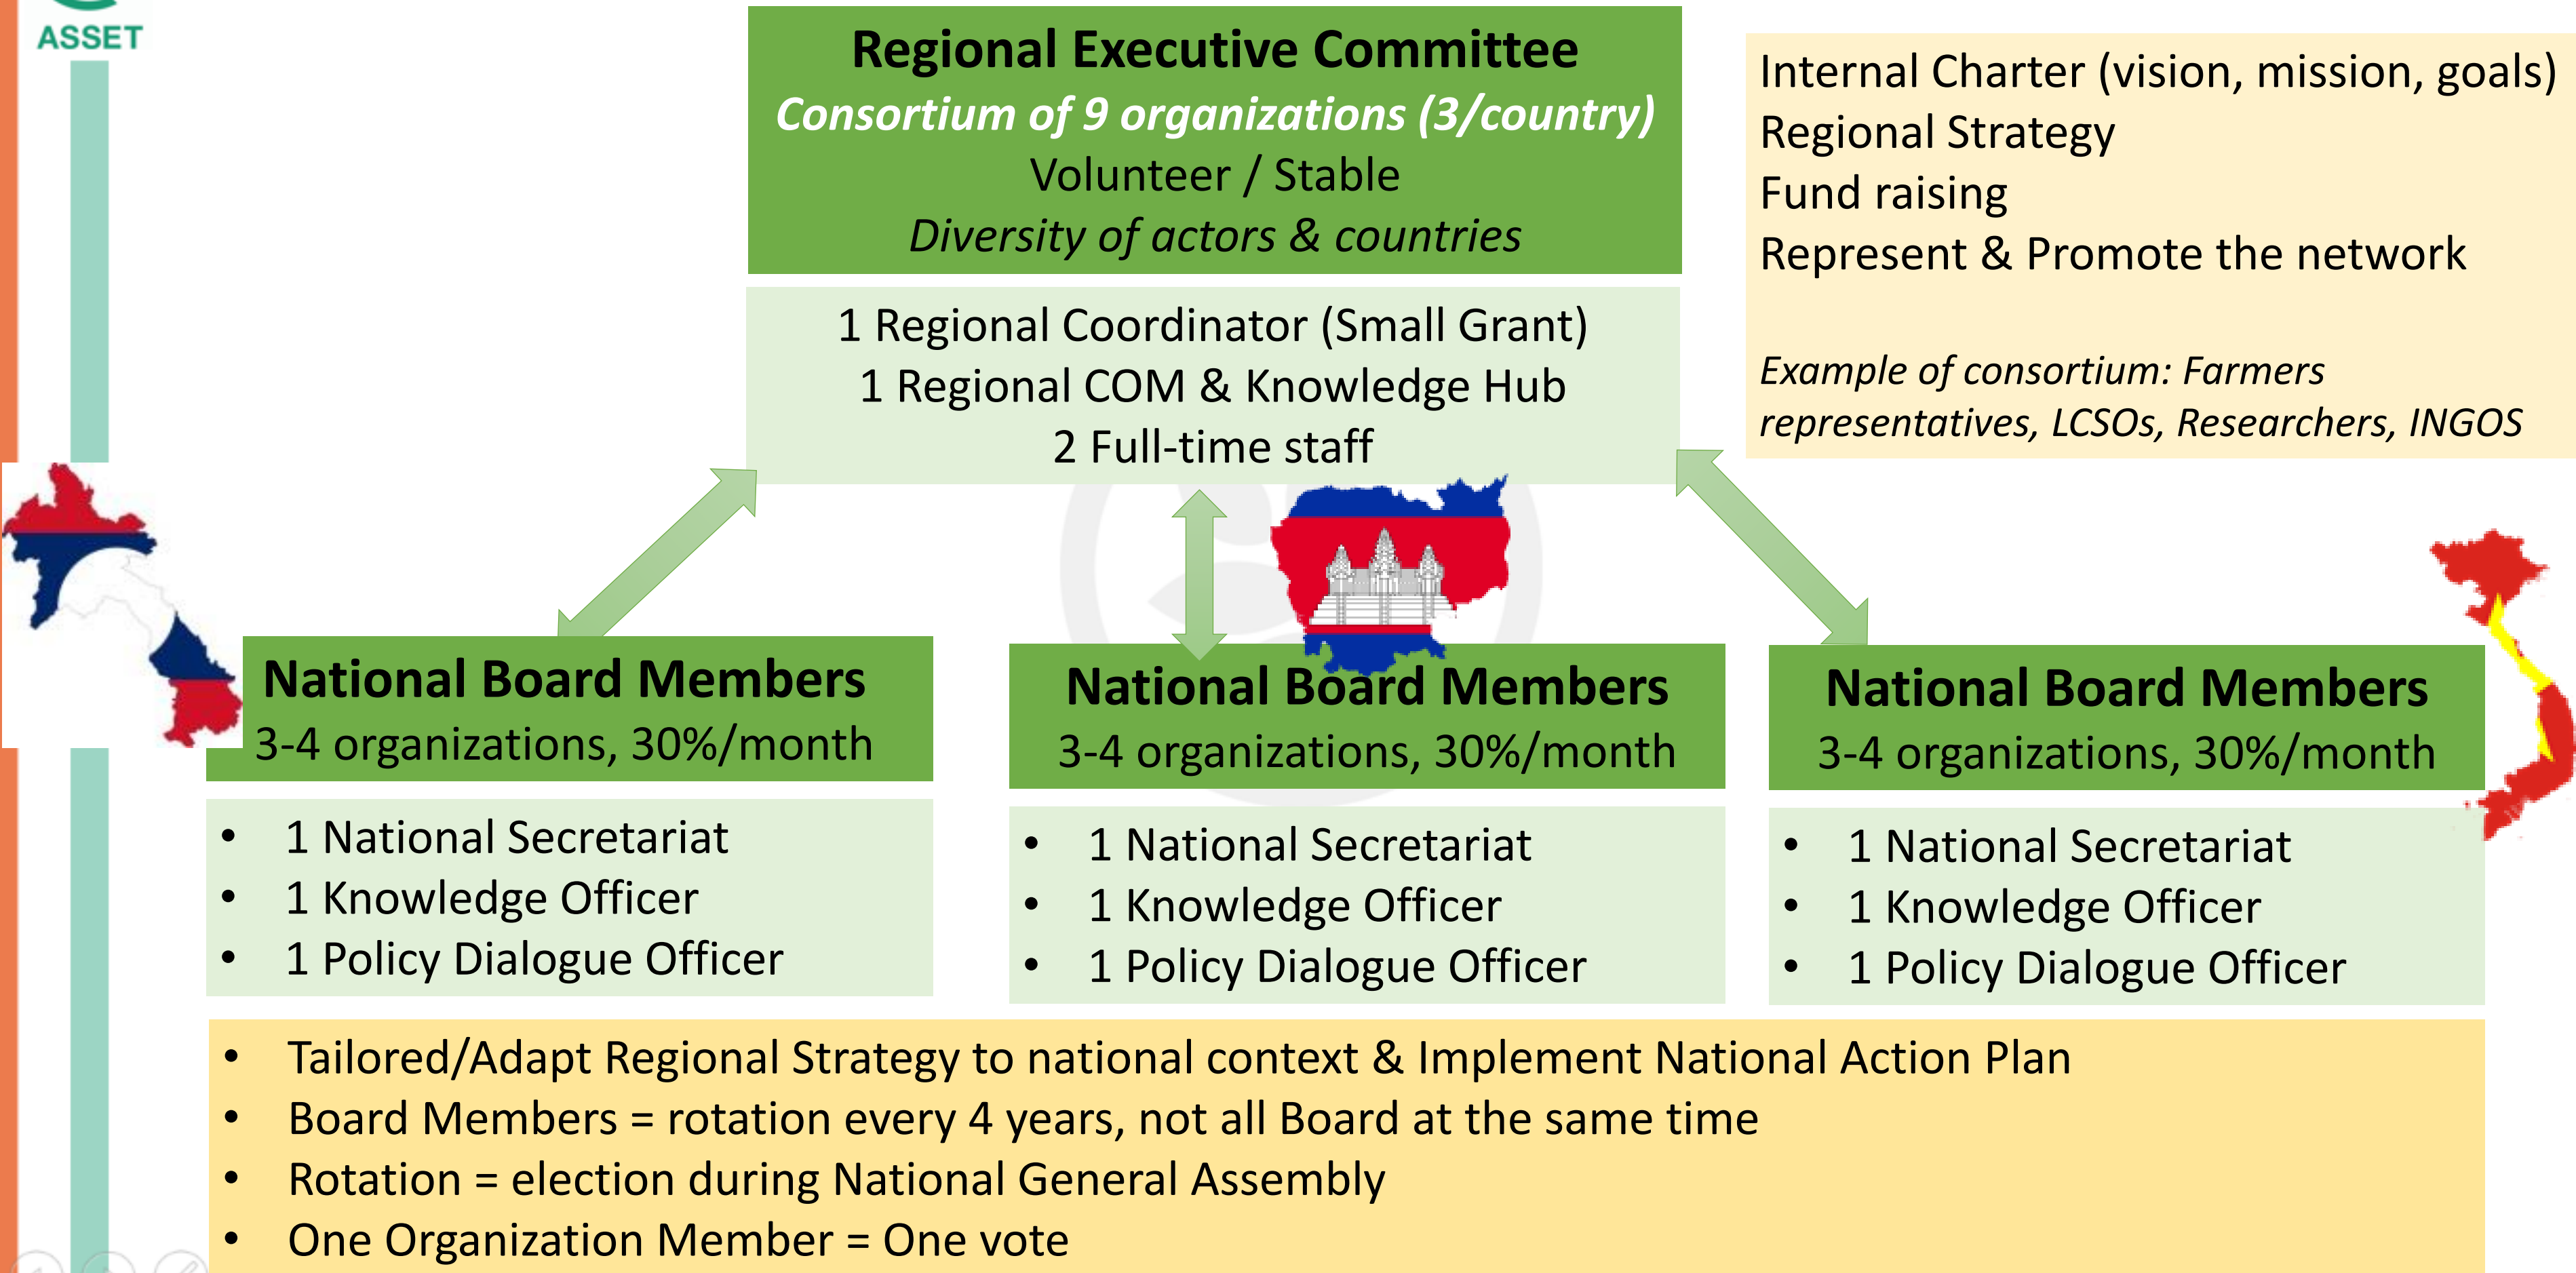 ASSET
Regional Executive Committee
Consortium of 9 organizations (3/country)
Volunteer / Stable
Diversity of actors & countries
Internal Charter (vision, mission, goals)
Regional Strategy
Fund raising
Represent & Promote the network
Example of consortium: Farmers
representatives, LCSOs, Researchers, INGOS
1 Regional Coordinator (Small Grant)
1 Regional COM & Knowledge Hub
2 Full-time staff
National Board Members
3-4 organizations, 30%/month
• 1 National Secretariat
• 1 Knowledge Officer
• 1 Policy Dialogue Officer
National Board Members
3-4 organizations, 30%/month
• 1 National Secretariat
• 1 Knowledge Officer
• 1 Policy Dialogue Officer
National Board Members
3-4 organizations, 30%/month
• 1 National Secretariat
• 1 Knowledge Officer
• 1 Policy Dialogue Officer
• Tailored/Adapt Regional Strategy to national context & Implement National Action Plan
• Board Members = rotation every 4 years, not all Board at the same time
• Rotation = election during National General Assembly
• One Organization Member = One vote